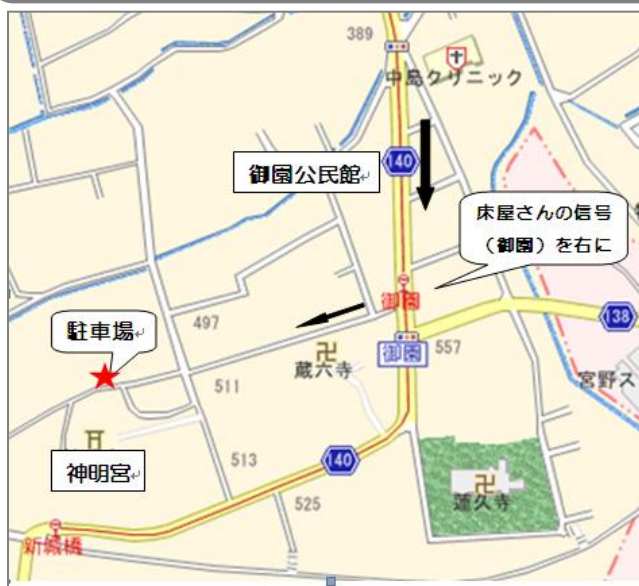 389
中島クリニック
御園公民館
140
床屋さんの信号
（御園）を右に
御園
138
497
駐車場
御園
557
蔵六寺
511
宮野ス
神明宮
513
140
蓮久寺
525
新城橋